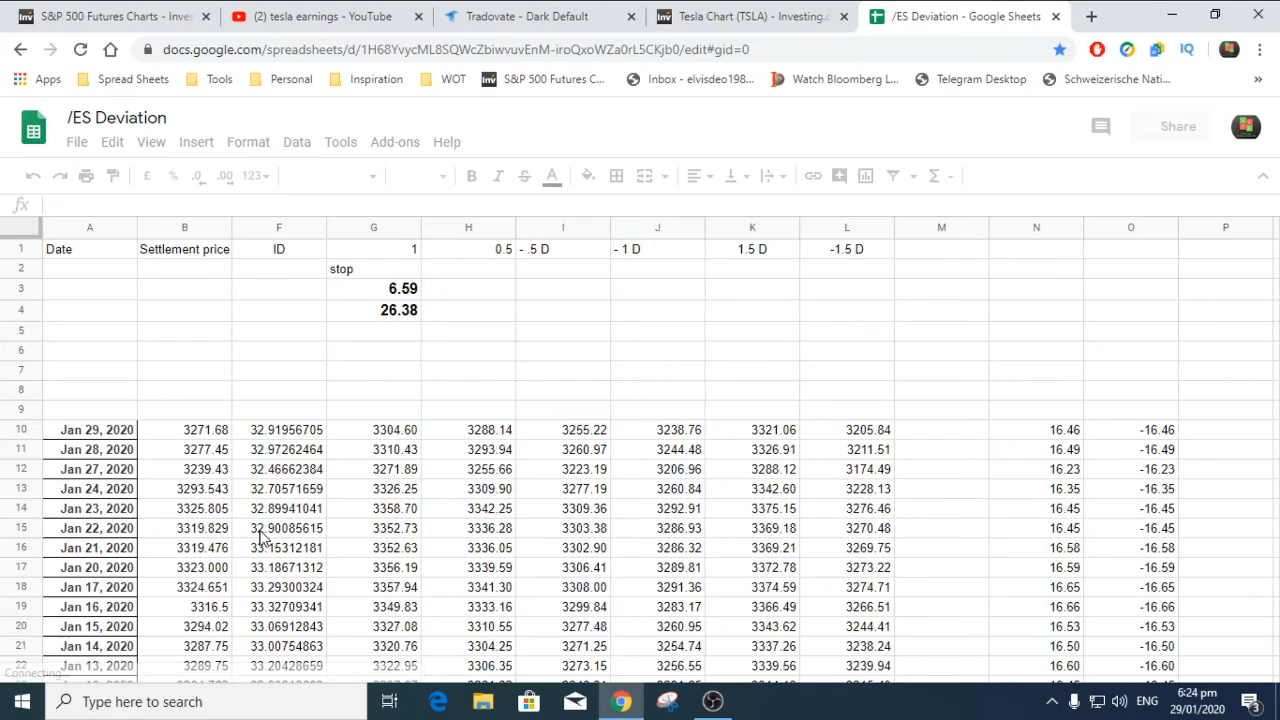 S&P 500 Futures Charts - Inves
(2) tesla earnings - YouTube
Tradovate - Dark Default
Tesla Chart (TSLA) - Investing.c
/ES Deviation - Google Sheets
docs.google.com/spreadsheets/d/1H68YvycML8SQWcZbiwvuvEnM-iroQxoWZa0rL5CKjb0/edit#gid=0
Apps Spread Sheets Tools Personal Inspiration WOT Inv S&P 500 Futures C... Inbox - elvisdea198... Watch Bloomberg L... Telegram Desktop Schweizerische Nati... »
/ES Deviation
File Edit View Insert Format Data Tools Add-ons Help
Share
£ % .0 .00 123 B I S A Σ
fx
A B F G H I J K L M N O P
1 Date Settlement price ID 1 0.5 - .5 D - 1 D 1.5 D -1.5 D
2 stop
3 6.59
4 26.38
5
6
7
8
9
10 Jan 29, 2020 3271.68 32.91956705 3304.60 3288.14 3255.22 3238.76 3321.06 3205.84 16.46 -16.46
11 Jan 28, 2020 3277.45 32.97262464 3310.43 3293.94 3260.97 3244.48 3326.91 3211.51 16.49 -16.49
12 Jan 27, 2020 3239.43 32.46662384 3271.89 3255.66 3223.19 3206.96 3288.12 3174.49 16.23 -16.23
13 Jan 24, 2020 3293.543 32.70571659 3326.25 3309.90 3277.19 3260.84 3342.60 3228.13 16.35 -16.35
14 Jan 23, 2020 3325.805 32.89941041 3358.70 3342.25 3309.36 3292.91 3375.15 3276.46 16.45 -16.45
15 Jan 22, 2020 3319.829 32.90085615 3352.73 3336.28 3303.38 3286.93 3369.18 3270.48 16.45 -16.45
16 Jan 21, 2020 3319.476 33.15312181 3352.63 3336.05 3302.90 3286.32 3369.21 3269.75 16.58 -16.58
17 Jan 20, 2020 3323.000 33.18671312 3356.19 3339.59 3306.41 3289.81 3372.78 3273.22 16.59 -16.59
18 Jan 17, 2020 3324.651 33.29300324 3357.94 3341.30 3308.00 3291.36 3374.59 3274.71 16.65 -16.65
19 Jan 16, 2020 3316.5 33.32709341 3349.83 3333.16 3299.84 3283.17 3366.49 3266.51 16.66 -16.66
20 Jan 15, 2020 3294.02 33.06912843 3327.08 3310.55 3277.48 3260.95 3343.62 3244.41 16.53 -16.53
21 Jan 14, 2020 3287.75 33.00754863 3320.76 3304.25 3271.25 3254.74 3337.26 3238.24 16.50 -16.50
22 Jan 13, 2020 3289.75 33.20428659 3322.95 3306.35 3273.15 3256.55 3339.56 3239.94 16.60 -16.60
Connecting...
Type here to search
ENG
6:24 pm
29/01/2020
3